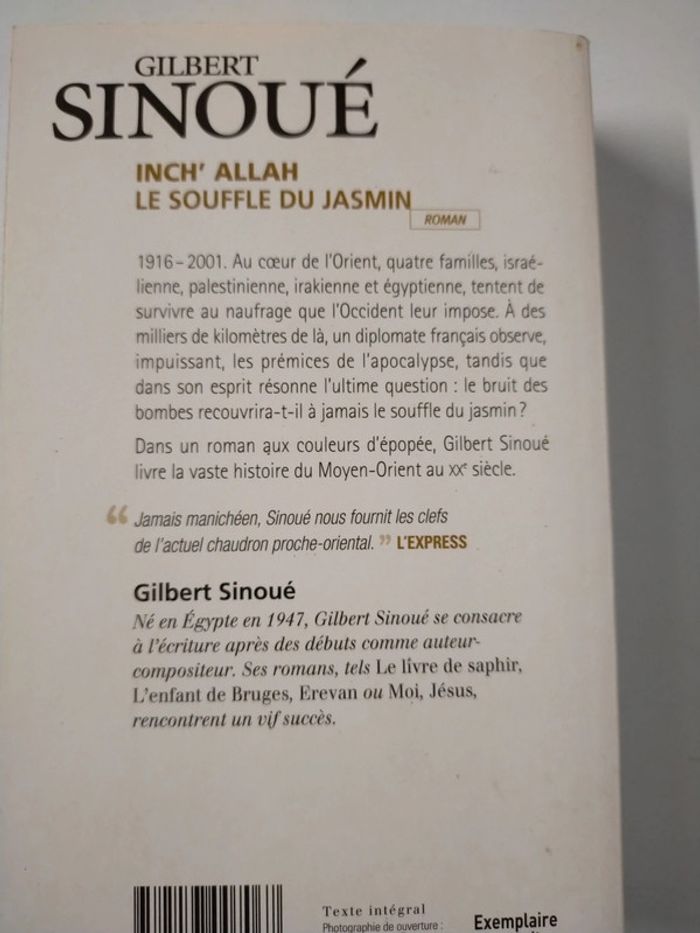 GILBERT
SINOUÉ
INCH' ALLAH
LE SOUFFLE DU JASMIN
ROMAN
1916–2001. Au cœur de l'Orient, quatre familles, israé-
lienne, palestinienne, irakienne et égyptienne, tentent de
survivre au naufrage que l'Occident leur impose. À des
milliers de kilomètres de là, un diplomate français observe,
impuissant, les prémices de l'apocalypse, tandis que
dans son esprit résonne l'ultime question : le bruit des
bombes recouvrira-t-il à jamais le souffle du jasmin ?
Dans un roman aux couleurs d'épopée, Gilbert Sinoué
livre la vaste histoire du Moyen-Orient au XXe siècle.
“ Jamais manichéen, Sinoué nous fournit les clefs
de l'actuel chaudron proche-oriental. ” L'EXPRESS
Gilbert Sinoué
Né en Égypte en 1947, Gilbert Sinoué se consacre
à l'écriture après des débuts comme auteur-
compositeur. Ses romans, tels Le livre de saphir,
L'enfant de Bruges, Erevan ou Moi, Jésus,
rencontrent un vif succès.
Texte intégral
Photographie de ouverture :
Exemplaire